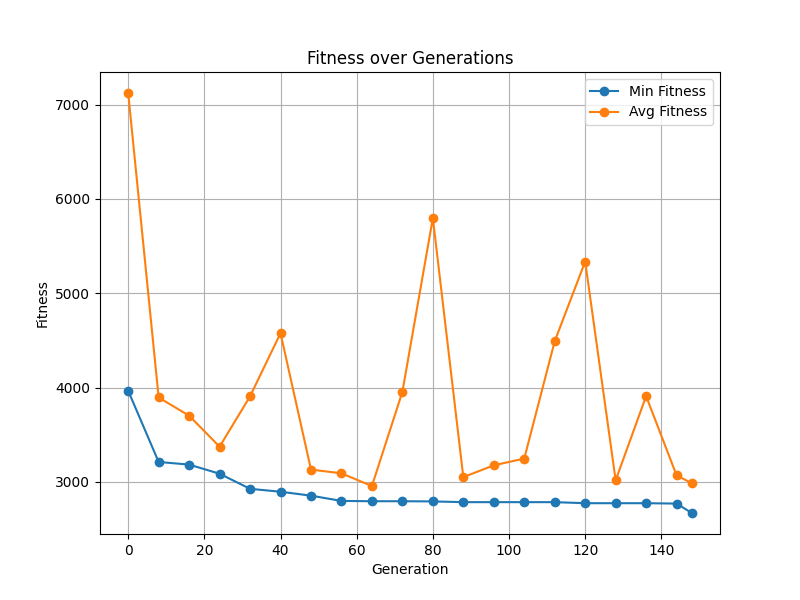 Fitness over Generations
Min Fitness
Avg Fitness
7000
6000
5000
4000
3000
Fitness
0 20 40 60 80 100 120 140
Generation